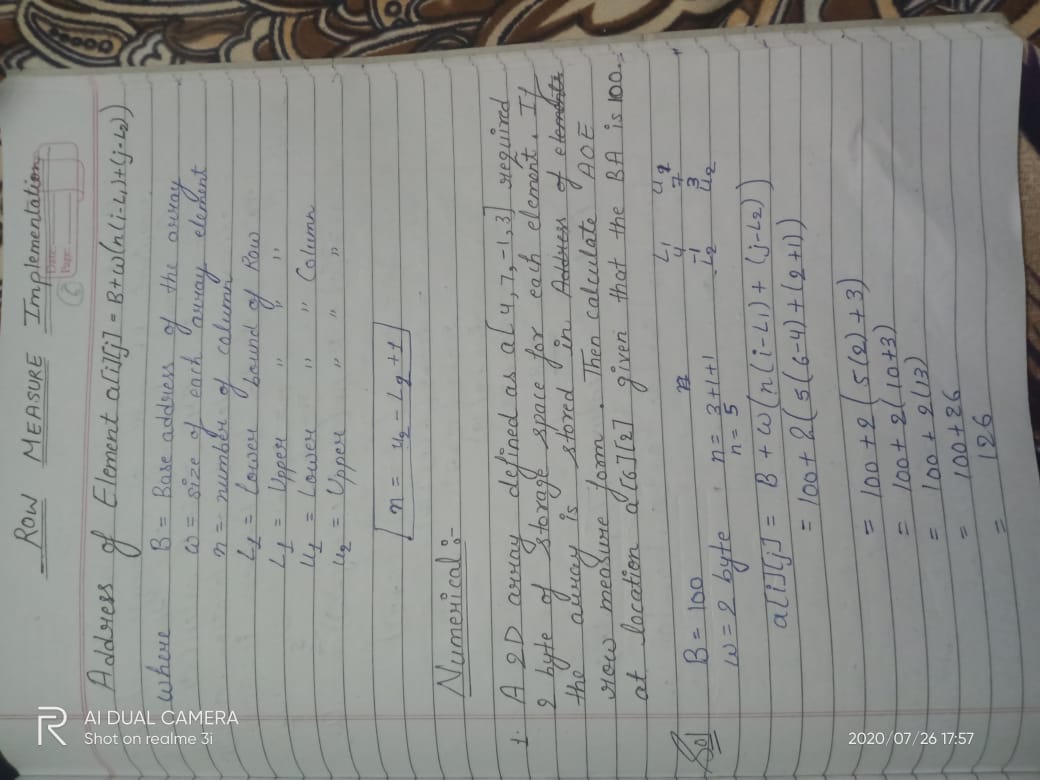 Date
Page
6
ROW MEASURE Implementation
Address of Element a[i][j] = B+ω(n(i-L1)+(j-L2))
where B = Base address of the array
ω = size of each array element
n = number of column
L1 = Lower bound of Row
L1 = Upper " "
U1 = Lower " " Column
U2 = Upper " "
n = U2 - L2 + 1
Numerical :-
1. A 2D array defined as a[4, 7, -1, 3] required
2 byte of storage space for each element. If
the array is stored in Address of elements
row measure form. Then calculate AOE
at location a[6][2] given that the BA is 100.
Sol
L1 U2
4 7
B = 100 n -1 3
L2 U2
ω = 2 byte n = 3+1+1
n = 5
a[i][j] = B + ω(n(i-L1) + (j-L2))
= 100+2(5(6-4)+(2+1))
= 100+2(5(2)+3)
= 100+2(10+3)
= 100+2(13)
= 100+26
= 126
R
AI DUAL CAMERA
Shot on realme 3i
2020/07/26 17:57